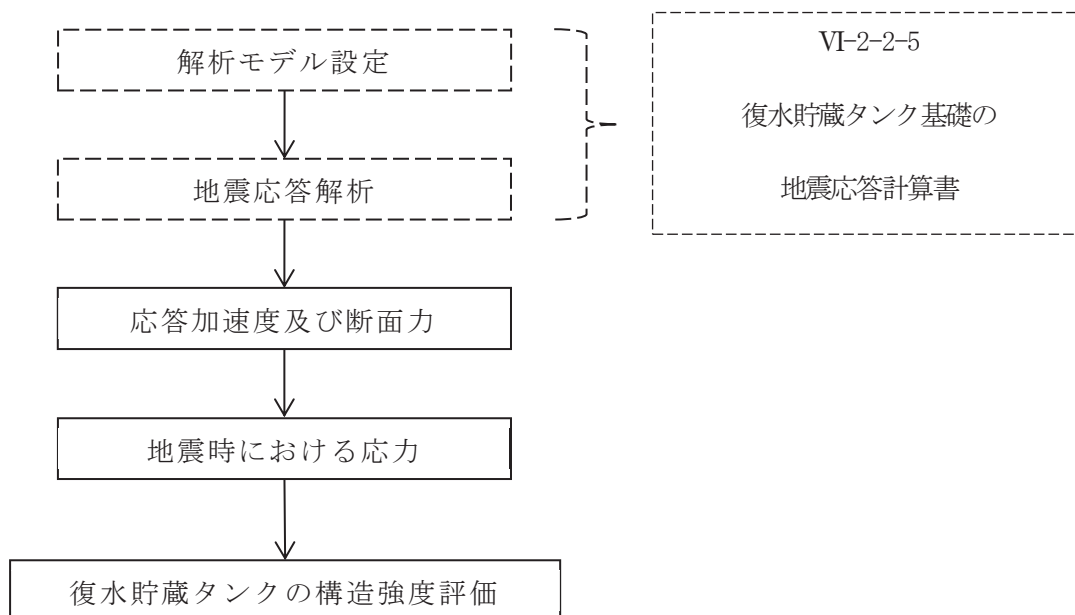 解析モデル設定
地震応答解析
応答加速度及び断面力
地震時における応力
復水貯蔵タンクの構造強度評価
Ⅵ-2-2-5
復水貯蔵タンク基礎の
地震応答計算書